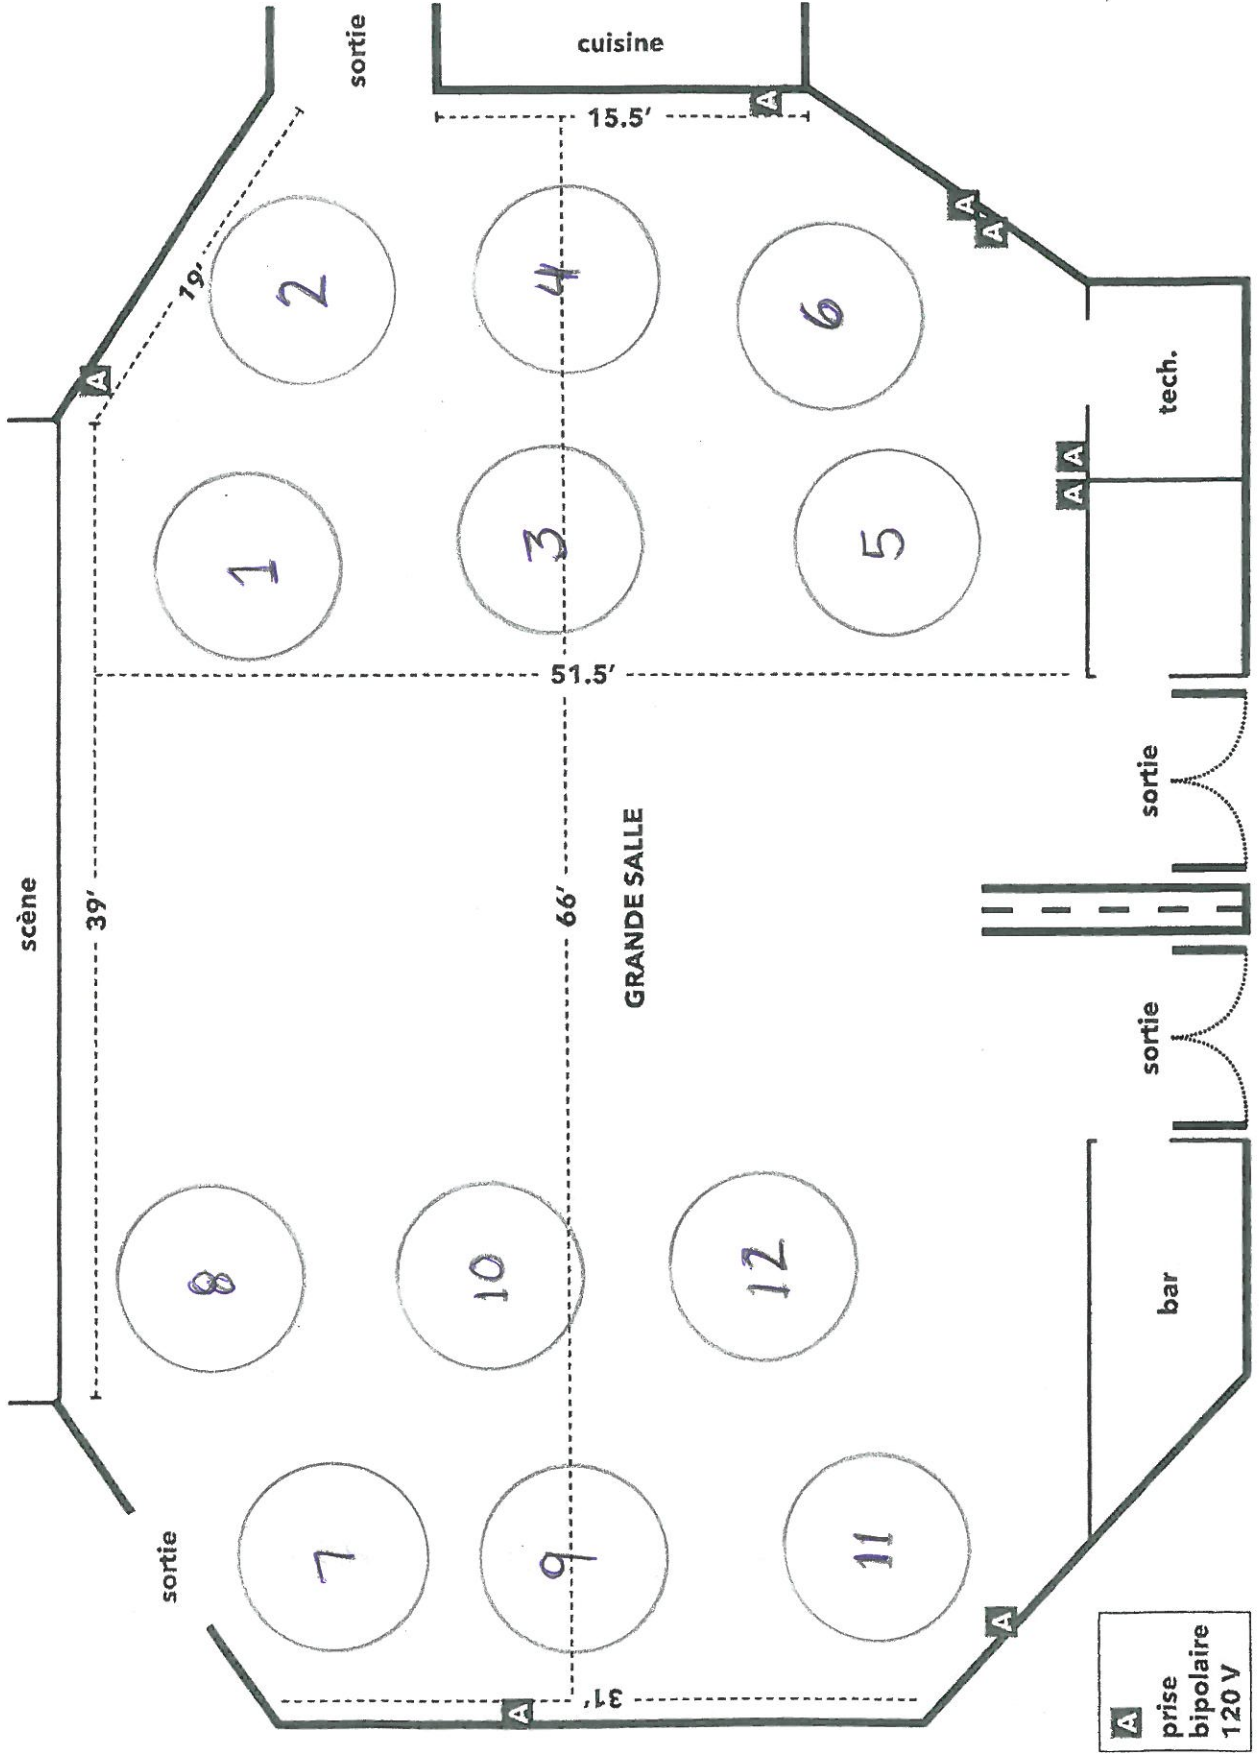 sortie
cuisine
15.5’
19’
2
4
6
A
A
A
A
tech.
A
A
1
3
5
51.5’
sortie
scène
39’
66’
GRANDE SALLE
sortie
8
10
12
bar
sortie
7
9
11
A
31’
A
A
prise
bipolaire
120 V